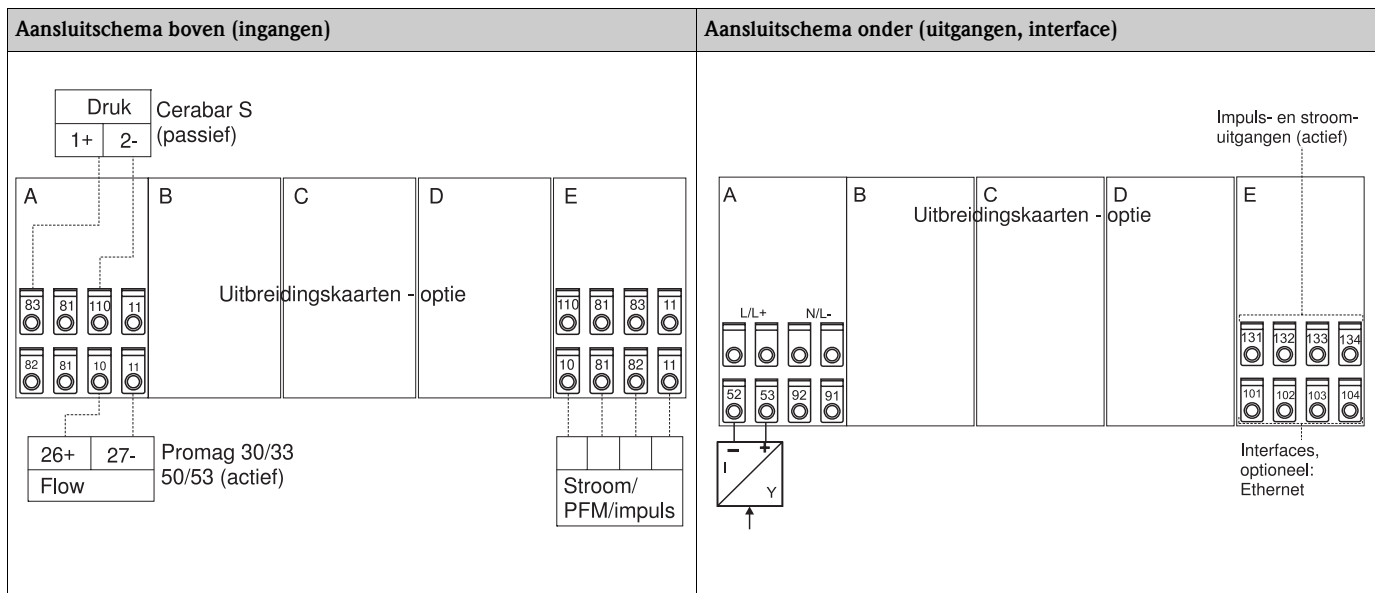 Aansluitschema boven (ingangen)
Druk
1+ 2-
Cerabar S
(passief)
A B C D E
Uitbreidingskaarten - optie
83 81 110 11
82 81 10 11
110 81 83 11
10 81 82 11
26+ 27-
Flow
Promag 30/33
50/53 (actief)
Stroom/
PFM/impuls
Aansluitschema onder (uitgangen, interface)
Impuls- en stroom-
uitgangen (actief)
A B C D E
Uitbreidingskaarten - optie
L/L+ N/L-
52 53 92 91
131 132 133 134
101 102 103 104
− +
I
Y
Interfaces,
optioneel:
Ethernet